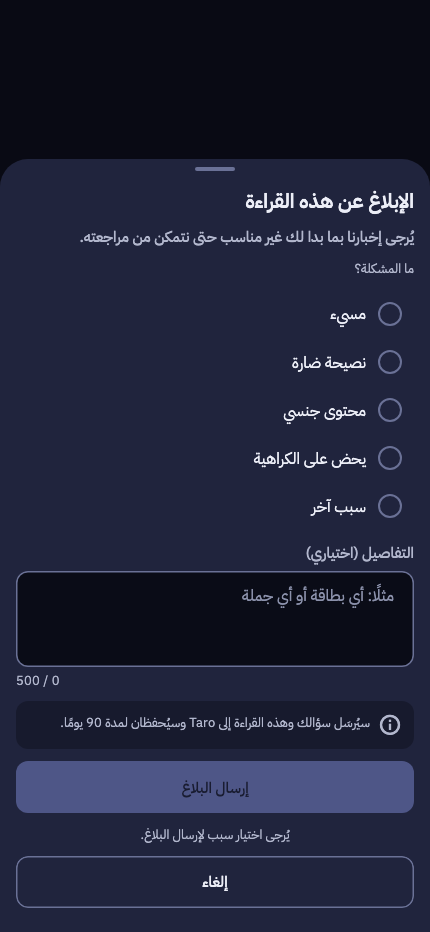 الإبلاغ عن هذه القراءة
يُرجى إخبارنا بما بدا لك غير مناسب حتى نتمكن من مراجعته.
ما المشكلة؟
مسيء
نصيحة ضارة
محتوى جنسي
يحض على الكراهية
سبب آخر
التفاصيل (اختياري)
مثلًا: أي بطاقة أو أي جملة
500 / 0
سيُرسَل سؤالك وهذه القراءة إلى Taro وسيُحفظان لمدة 90 يومًا.
إرسال البلاغ
يُرجى اختيار سبب لإرسال البلاغ.
إلغاء